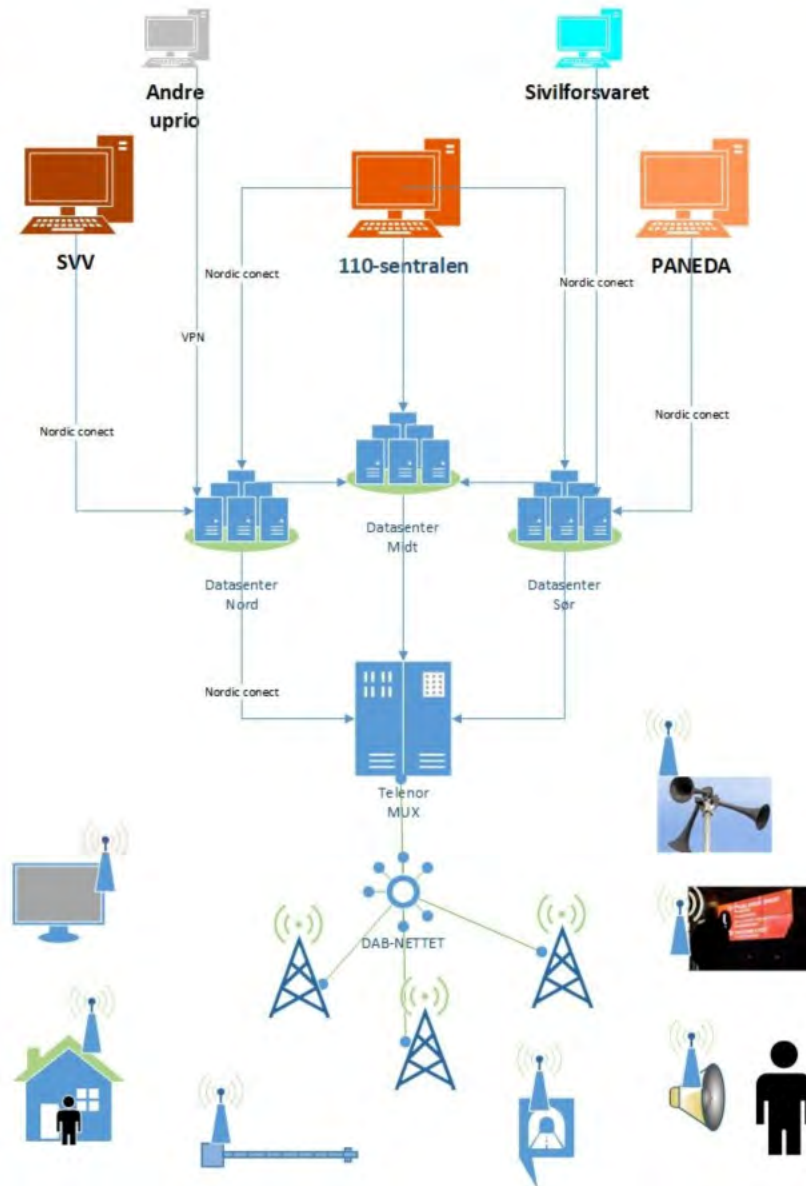 Andre
uprio
Sivilforsvaret
SVV
110-sentralen
PANEDA
Nordic conect
Nordic conect
VPN
Nordic conect
Nordic conect
Datasenter
Midt
Datasenter
Nord
Datasenter
Sør
Nordic conect
Telenor
MUX
DAB-NETTET